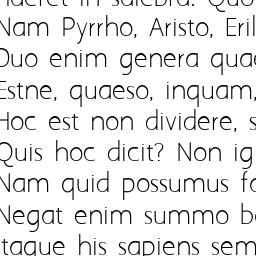 haeret in salebra. Quo
Nam Pyrrho, Aristo, Eril
Duo enim genera quae
Estne, quaeso, inquam,
Hoc est non dividere, s
Quis hoc dicit? Non ig
Nam quid possumus fa
Negat enim summo bo
Itaque his sapiens sem